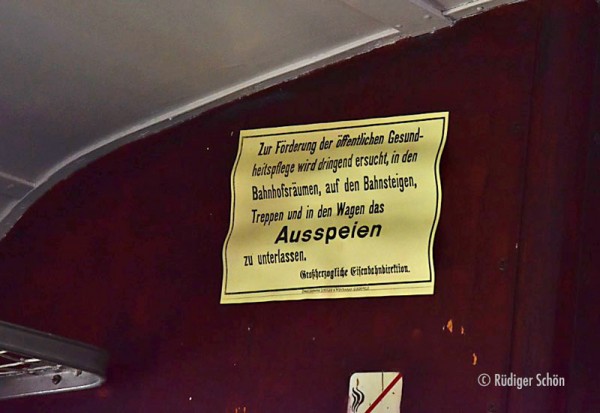 Zur Förderung der öffentlichen Gesund-
heitspflege wird dringend ersucht, in den
Bahnhofsräumen, auf den Bahnsteigen,
Treppen und in den Wagen das
Ausspeien
zu unterlassen.
Großherzogliche Eisenbahndirektion.
© Rüdiger Schön